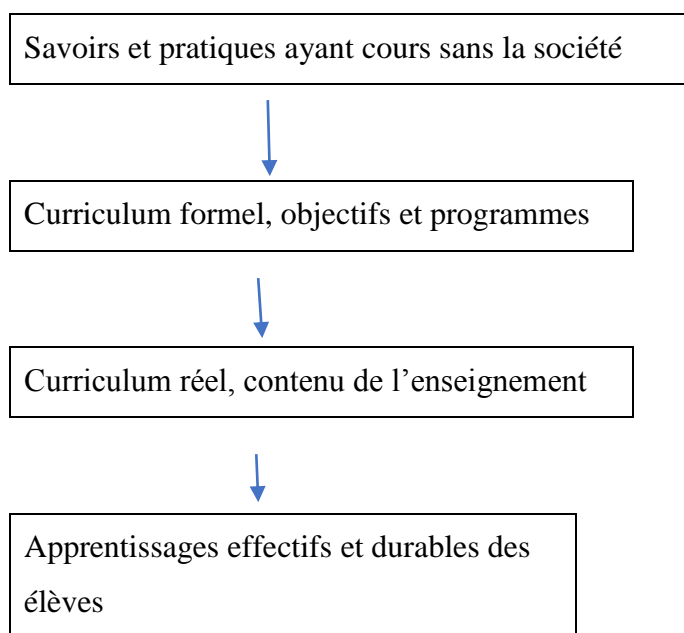 Savoirs et pratiques ayant cours sans la société
Curriculum formel, objectifs et programmes
Curriculum réel, contenu de l’enseignement
Apprentissages effectifs et durables des
élèves